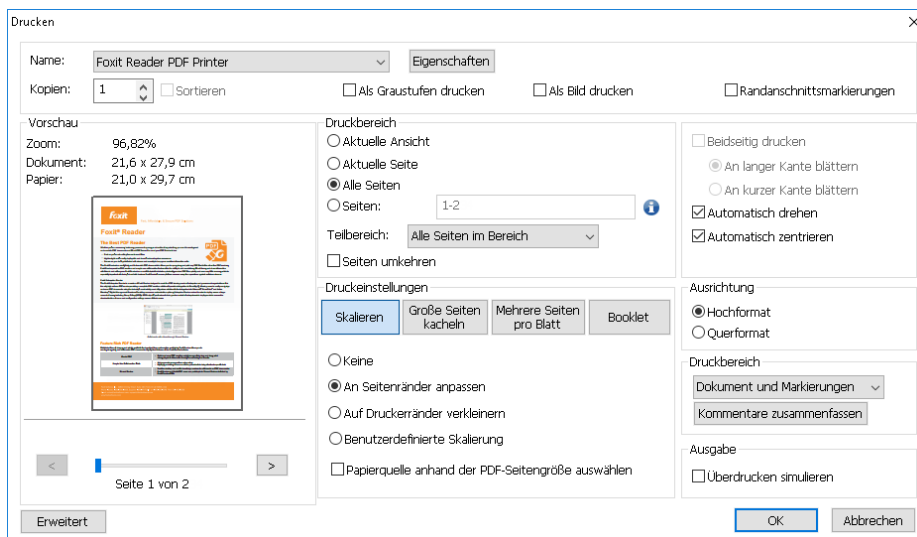 Drucken
Name: Foxit Reader PDF Printer Eigenschaften
Kopien: 1 Sortieren Als Graustufen drucken Als Bild drucken Randanschnittsmarkierungen
Vorschau
Zoom: 96,82%
Dokument: 21,6 x 27,9 cm
Papier: 21,0 x 29,7 cm
Foxit
Foxit® Reader
The Best PDF Reader
< >
Seite 1 von 2
Druckbereich
Aktuelle Ansicht
Aktuelle Seite
Alle Seiten
Seiten: 1-2
Teilbereich: Alle Seiten im Bereich
Seiten umkehren
Druckeinstellungen
Skalieren
Große Seiten
kacheln
Mehrere Seiten
pro Blatt
Booklet
Keine
An Seitenränder anpassen
Auf Druckerränder verkleinern
Benutzerdefinierte Skalierung
Papierquelle anhand der PDF-Seitengröße auswählen
Beidseitig drucken
An langer Kante blättern
An kurzer Kante blättern
Automatisch drehen
Automatisch zentrieren
Ausrichtung
Hochformat
Querformat
Druckbereich
Dokument und Markierungen
Kommentare zusammenfassen
Ausgabe
Überdrucken simulieren
Erweitert OK Abbrechen